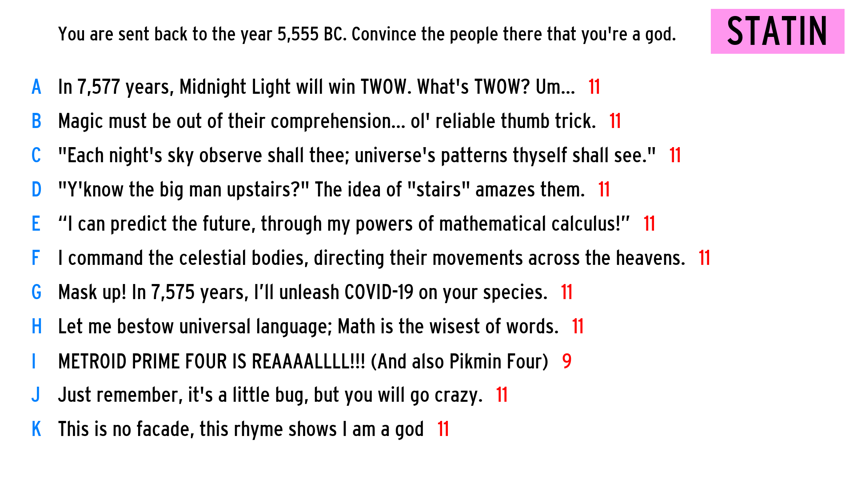 You are sent back to the year 5,555 BC. Convince the people there that you're a god.
STATIN
A In 7,577 years, Midnight Light will win TWOW. What's TWOW? Um... 11
B Magic must be out of their comprehension... ol' reliable thumb trick. 11
C "Each night's sky observe shall thee; universe's patterns thyself shall see." 11
D "Y'know the big man upstairs?" The idea of "stairs" amazes them. 11
E “I can predict the future, through my powers of mathematical calculus!” 11
F I command the celestial bodies, directing their movements across the heavens. 11
G Mask up! In 7,575 years, I’ll unleash COVID-19 on your species. 11
H Let me bestow universal language; Math is the wisest of words. 11
I METROID PRIME FOUR IS REAAAALLLL!!! (And also Pikmin Four) 9
J Just remember, it's a little bug, but you will go crazy. 11
K This is no facade, this rhyme shows I am a god 11